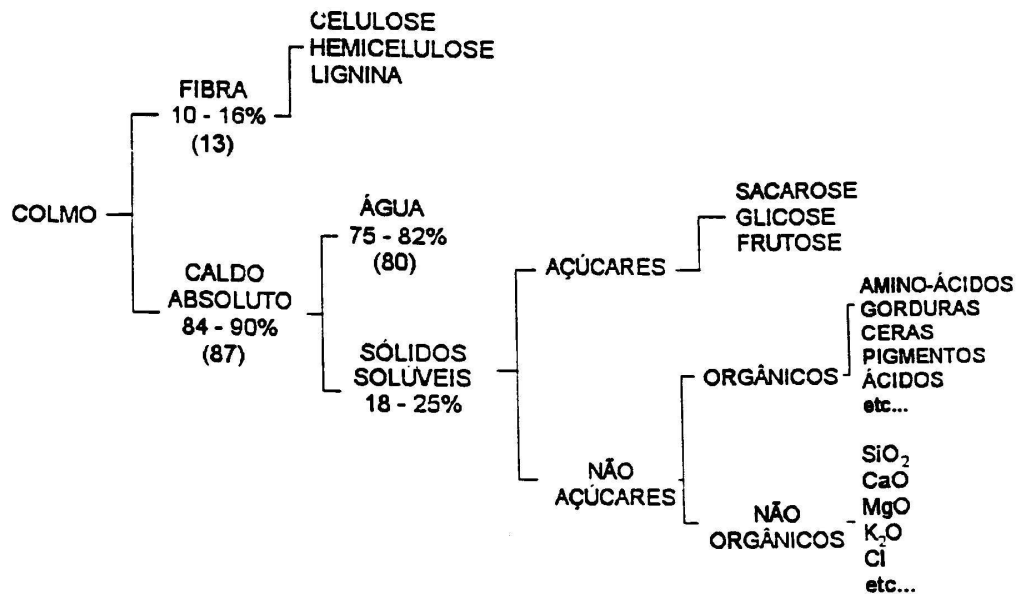 COLMO
FIBRA
10 - 16%
(13)
CELULOSE
HEMICELULOSE
LIGNINA
CALDO
ABSOLUTO
84 - 90%
(87)
ÁGUA
75 - 82%
(80)
SÓLIDOS
SOLÚVEIS
18 - 25%
AÇÚCARES
SACAROSE
GLICOSE
FRUTOSE
NÃO
AÇÚCARES
ORGÂNICOS
AMINO-ÁCIDOS
GORDURAS
CERAS
PIGMENTOS
ÁCIDOS
etc...
NÃO
ORGÂNICOS
SiO₂
CaO
MgO
K₂O
Cl
etc...